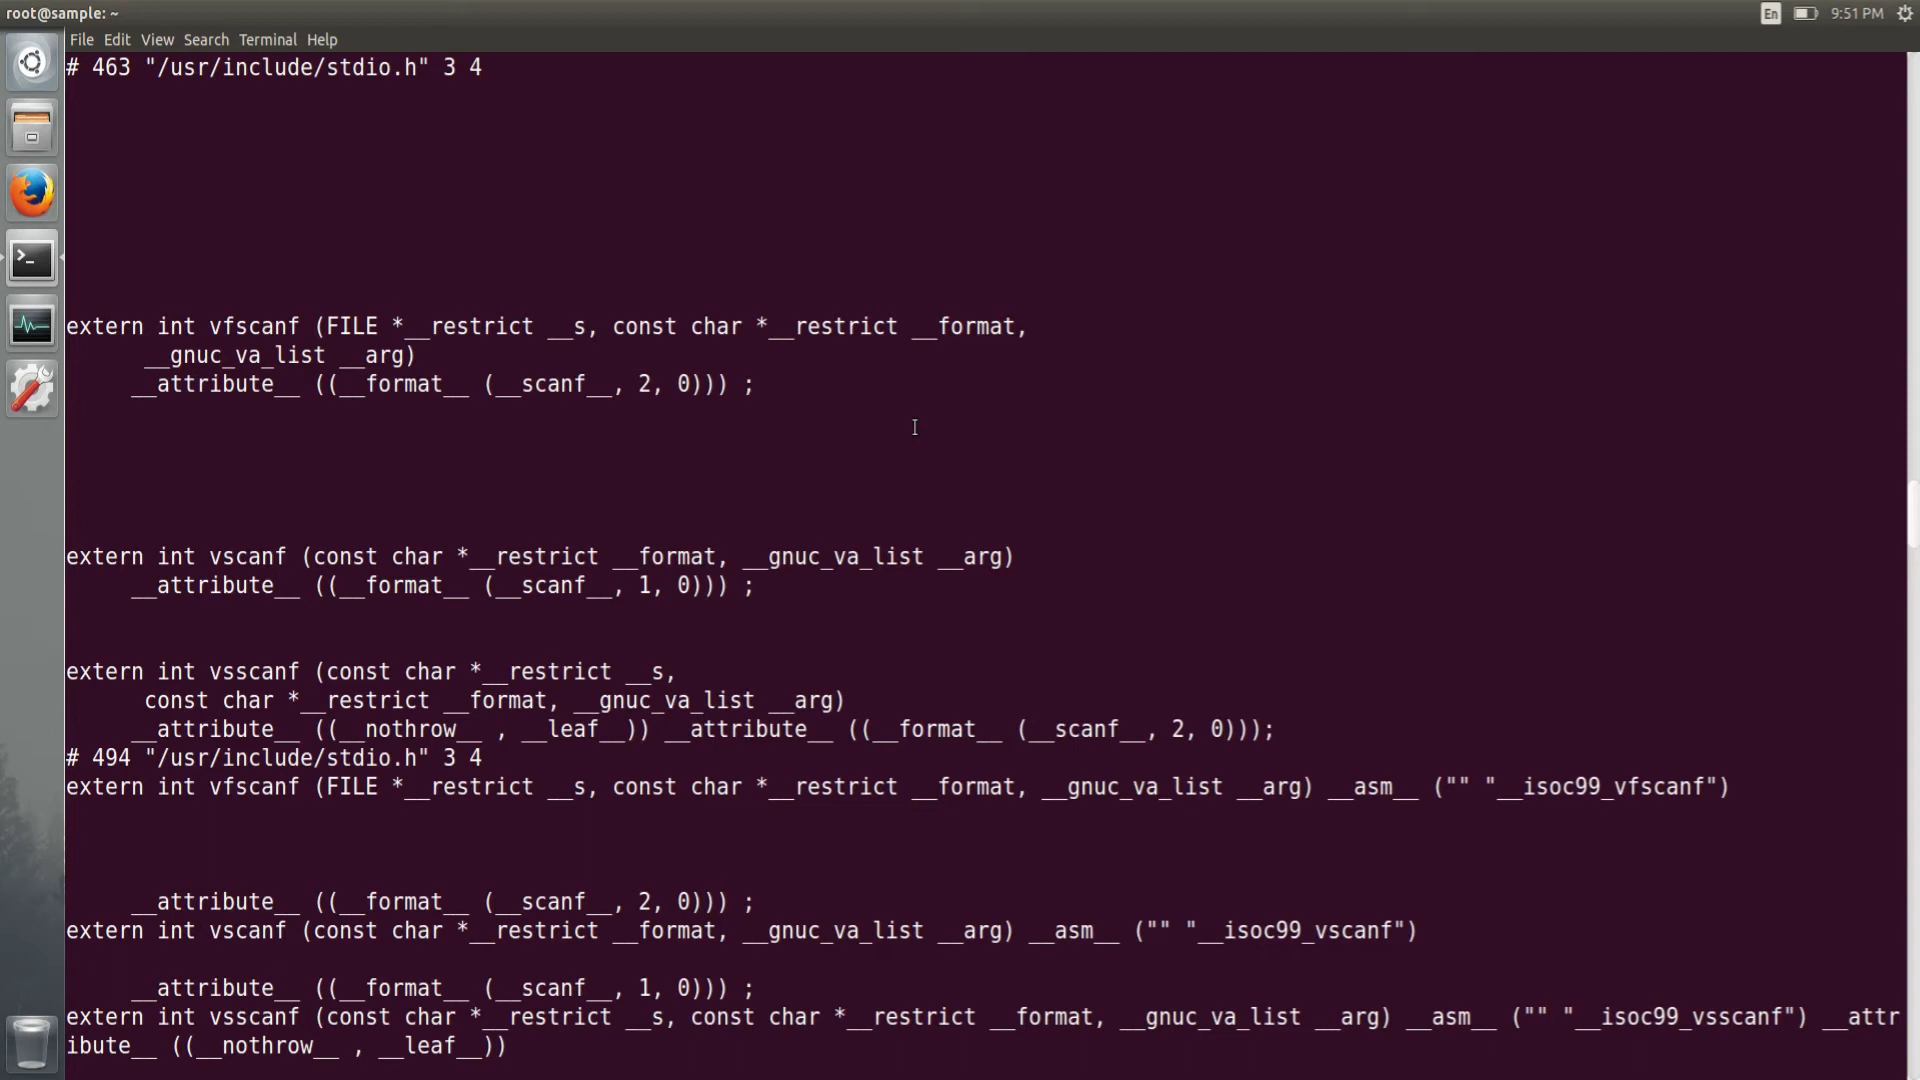 root@sample: ~
En
9:51 PM
File Edit View Search Terminal Help
# 463 "/usr/include/stdio.h" 3 4
extern int vfscanf (FILE *__restrict __s, const char *__restrict __format,
__gnuc_va_list __arg)
__attribute__ ((__format__ (__scanf__, 2, 0))) ;
extern int vscanf (const char *__restrict __format, __gnuc_va_list __arg)
__attribute__ ((__format__ (__scanf__, 1, 0))) ;
extern int vsscanf (const char *__restrict __s,
const char *__restrict __format, __gnuc_va_list __arg)
__attribute__ ((__nothrow__ , __leaf__)) __attribute__ ((__format__ (__scanf__, 2, 0)));
# 494 "/usr/include/stdio.h" 3 4
extern int vfscanf (FILE *__restrict __s, const char *__restrict __format, __gnuc_va_list __arg) __asm__ ("" "__isoc99_vfscanf")
__attribute__ ((__format__ (__scanf__, 2, 0))) ;
extern int vscanf (const char *__restrict __format, __gnuc_va_list __arg) __asm__ ("" "__isoc99_vscanf")
__attribute__ ((__format__ (__scanf__, 1, 0))) ;
extern int vsscanf (const char *__restrict __s, const char *__restrict __format, __gnuc_va_list __arg) __asm__ ("" "__isoc99_vsscanf") __attr
ibute__ ((__nothrow__ , __leaf__))